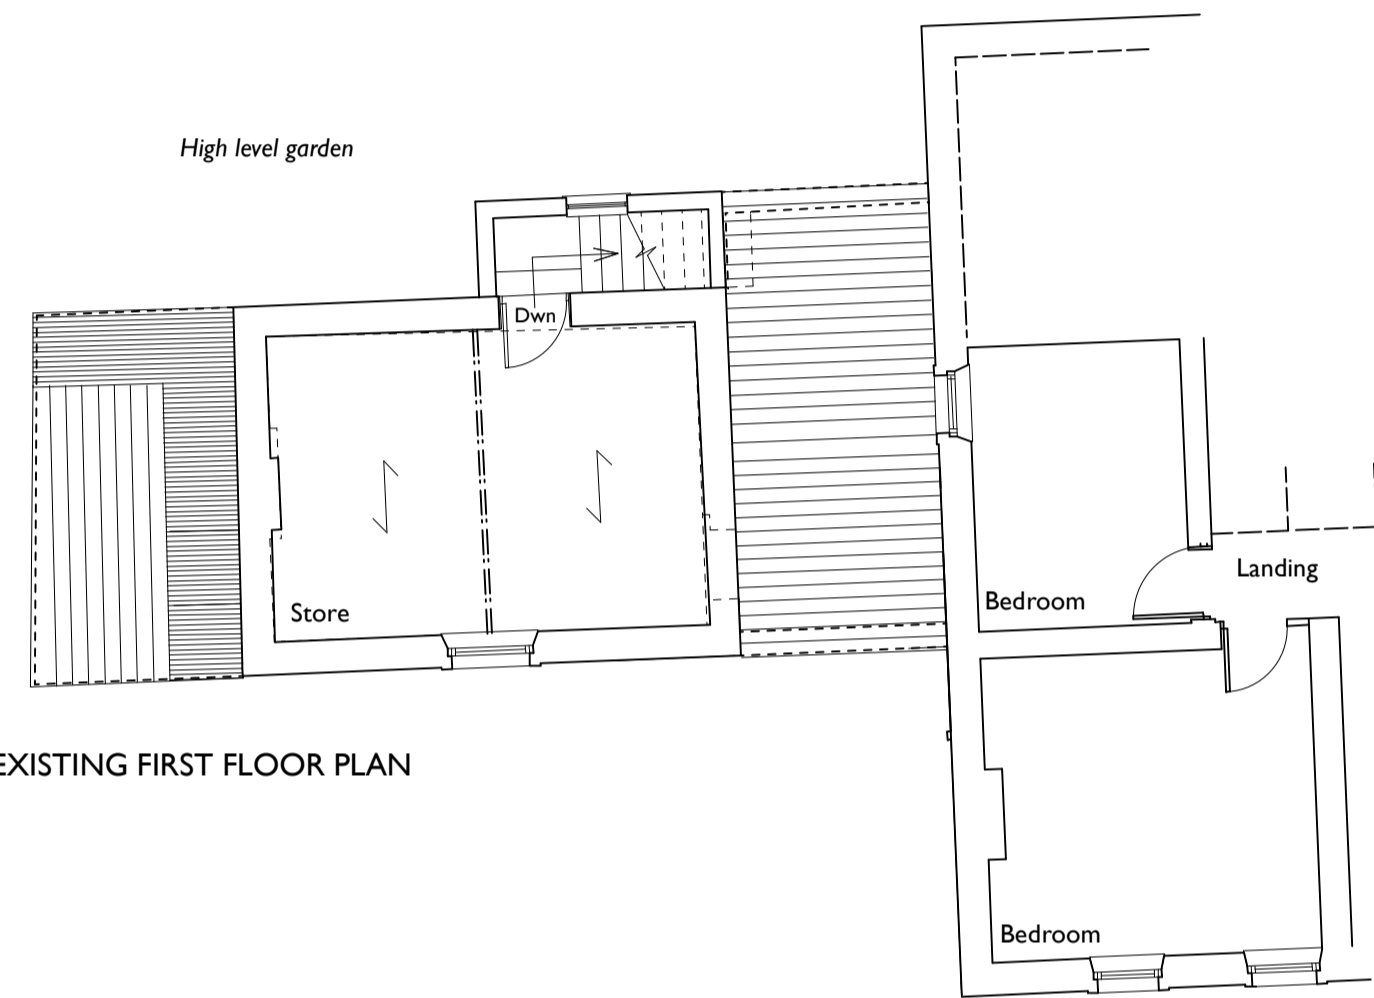 High level garden
Dwn
Landing
Bedroom
Store
EXISTING FIRST FLOOR PLAN
Bedroom